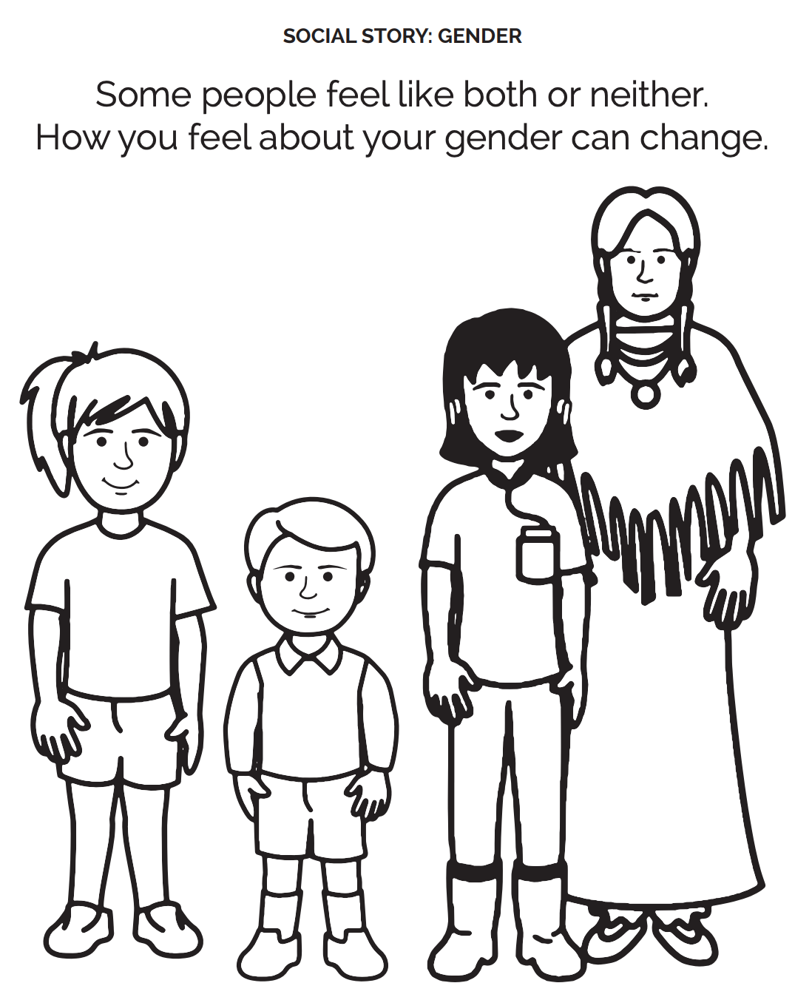 SOCIAL STORY: GENDER
Some people feel like both or neither.
How you feel about your gender can change.